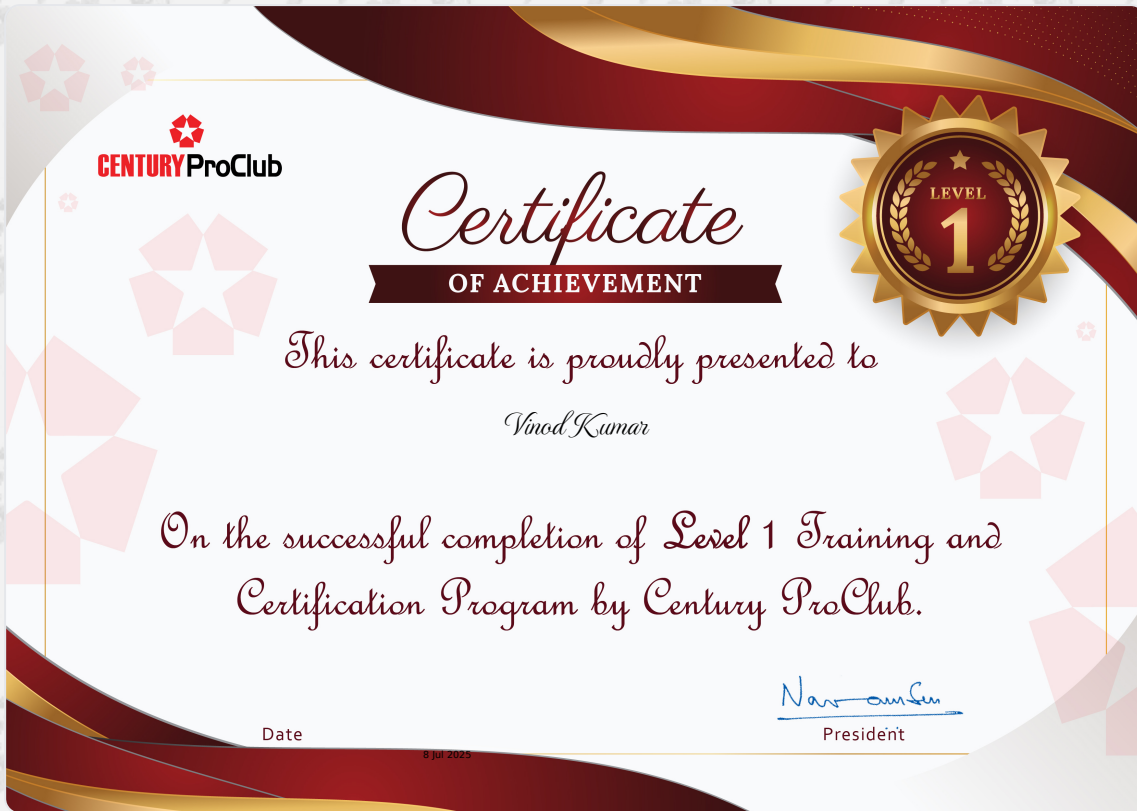 CENTURY ProClub
LEVEL
1
Certificate
OF ACHIEVEMENT
This certificate is proudly presented to
Vinod Kumar
On the successful completion of Level 1 Training and
Certification Program by Century ProClub.
Date
President
8 Jul 2025